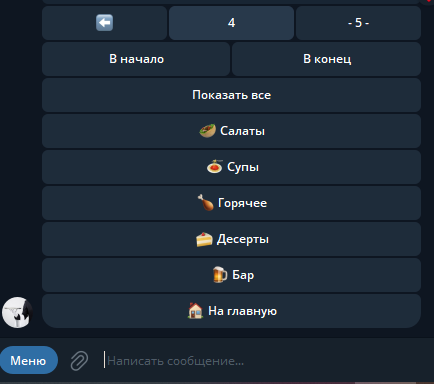 4 - 5 -
В начало В конец
Показать все
Салаты
Супы
Горячее
Десерты
Бар
На главную
Меню Написать сообщение...